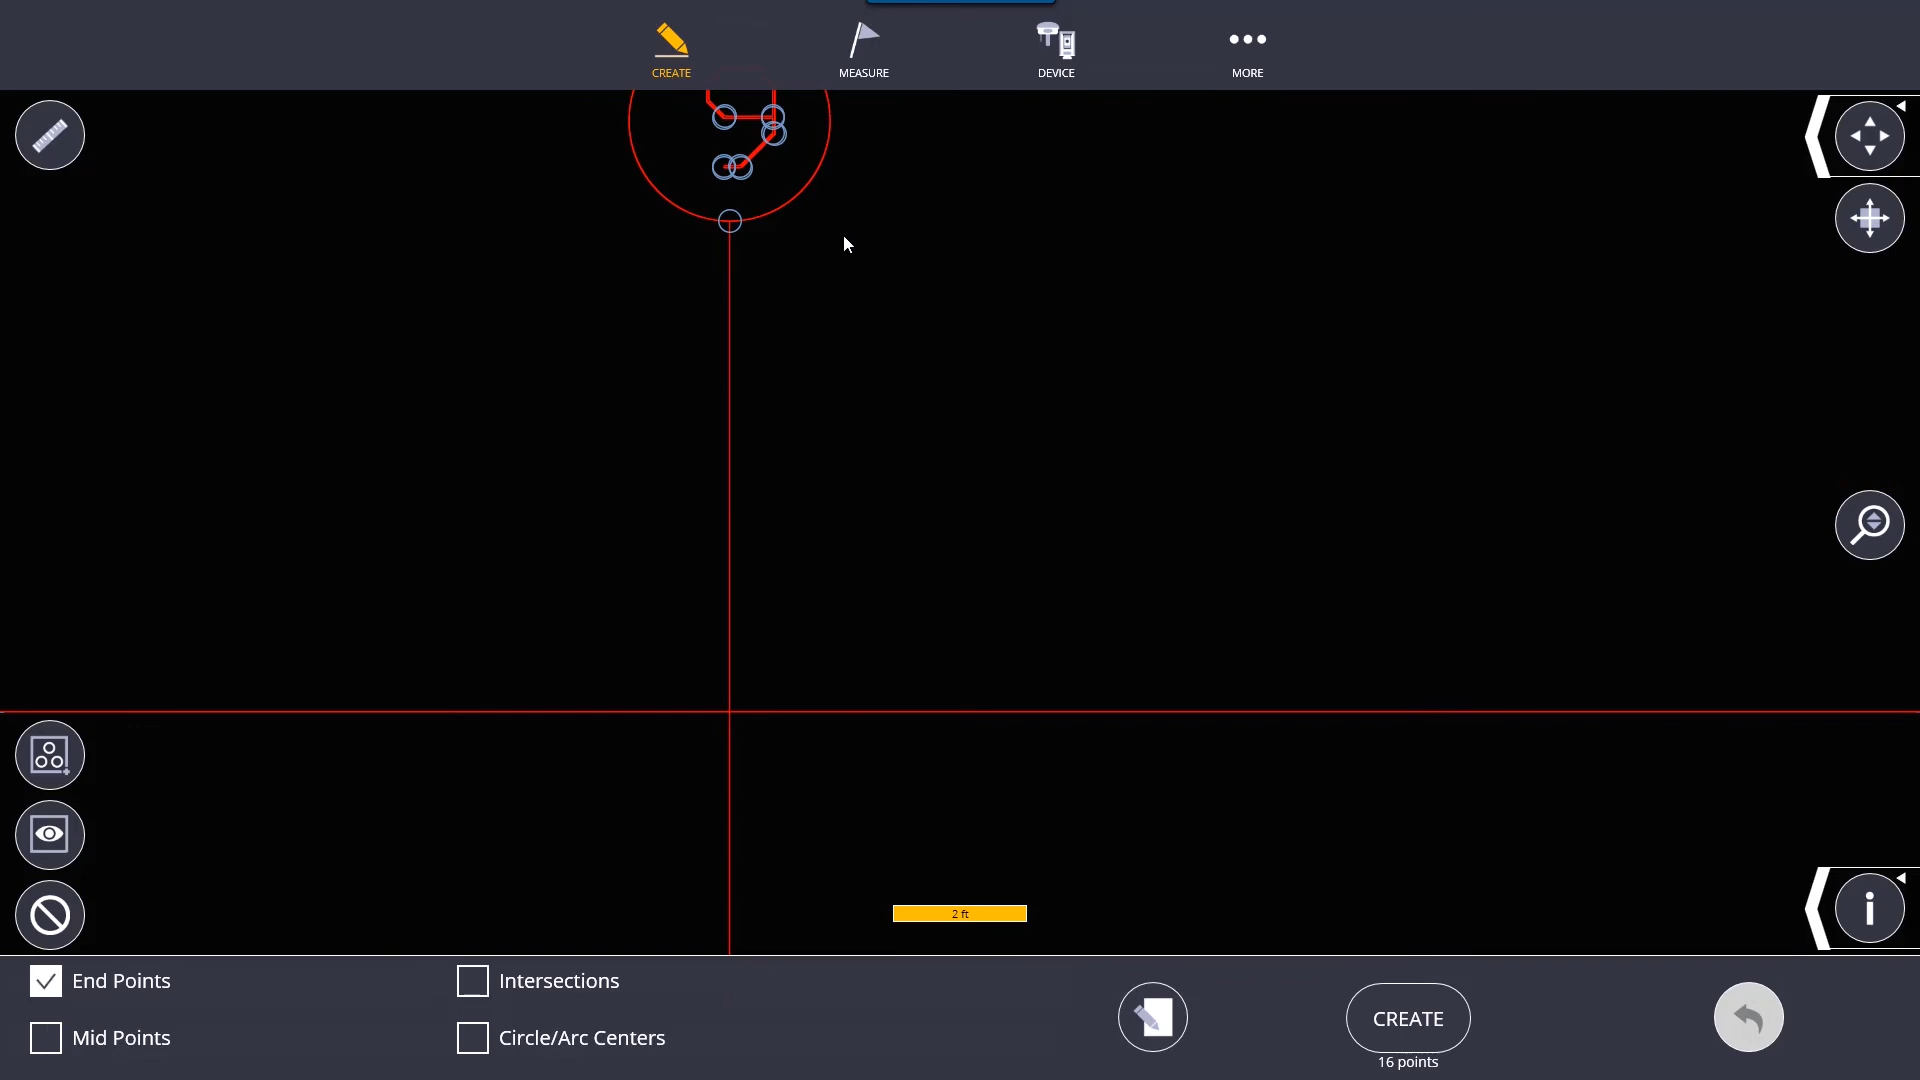 CREATE
MEASURE
DEVICE
MORE
2 ft
End Points
Intersections
Mid Points
Circle/Arc Centers
CREATE
16 points